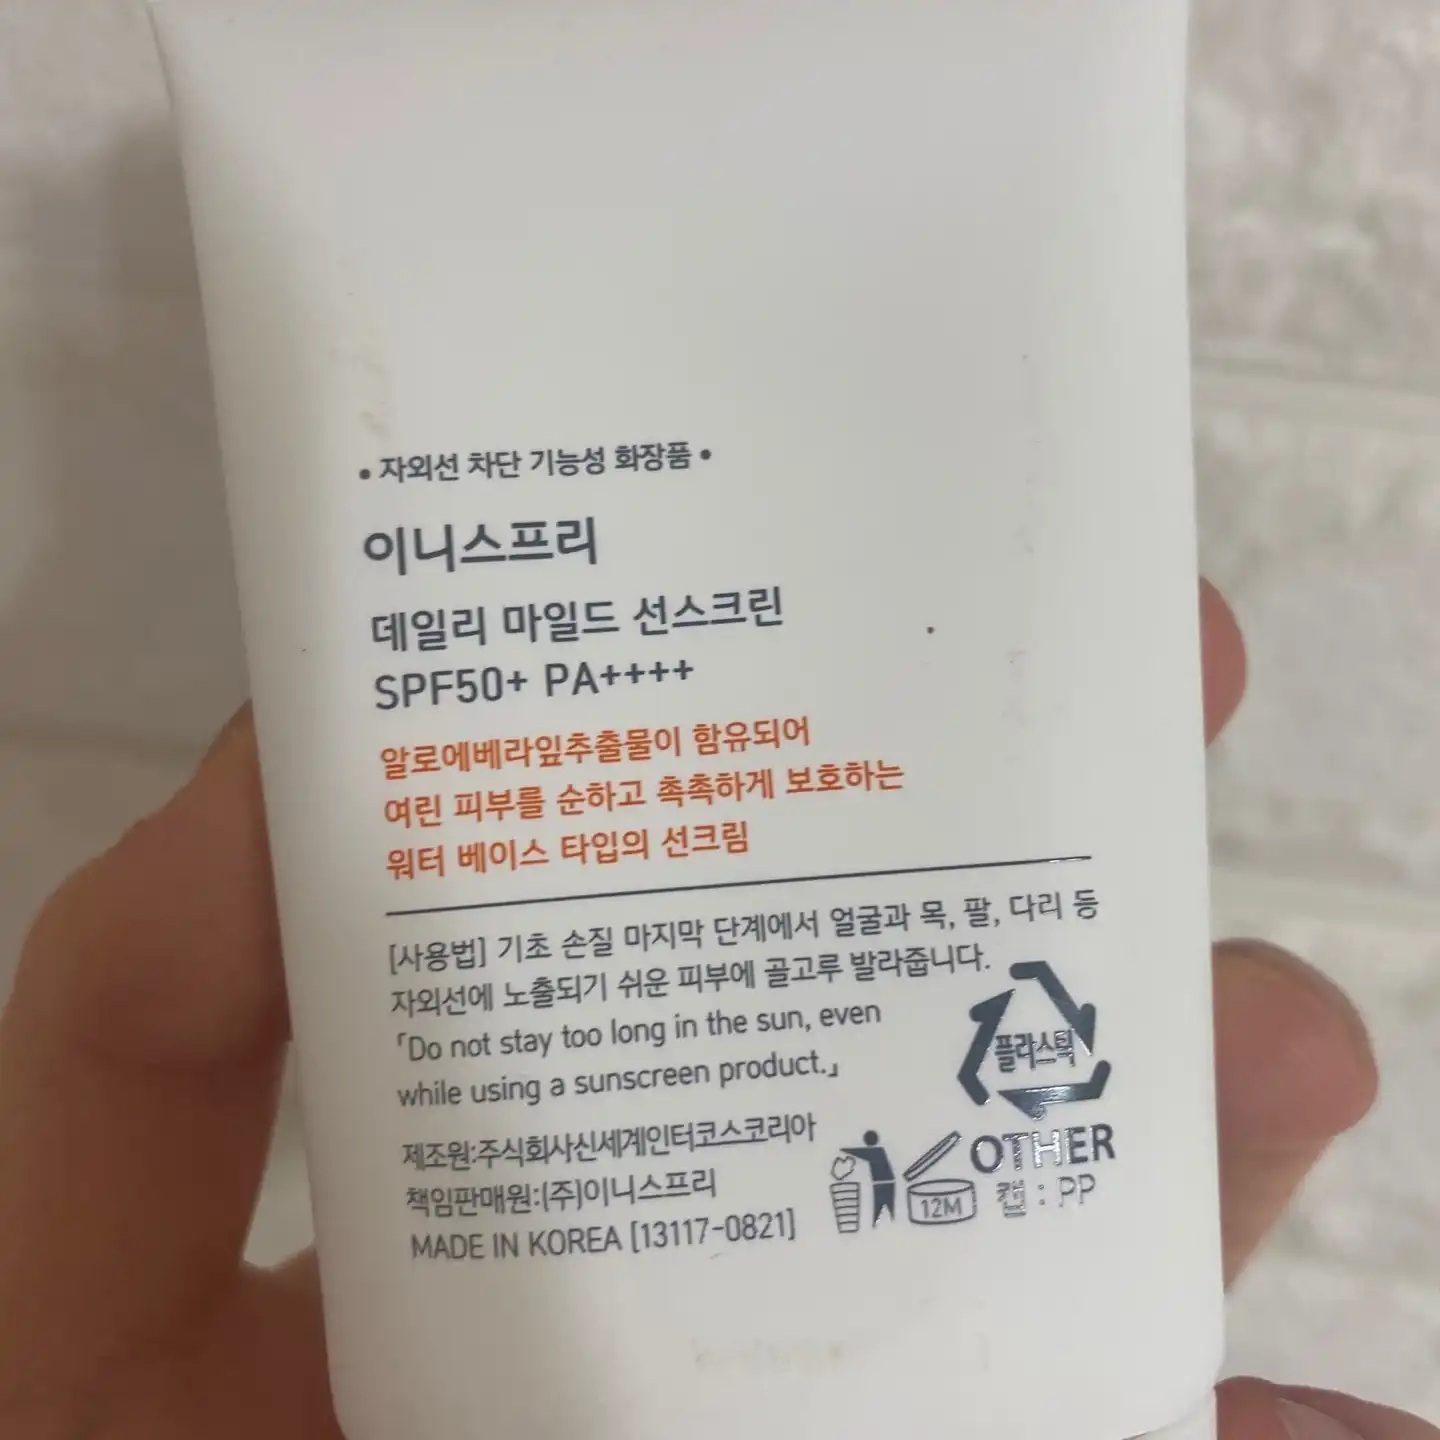 • 자외선 차단 기능성 화장품 •
이니스프리
데일리 마일드 선스크린
SPF50+ PA++++
알로에베라잎추출물이 함유되어
여린 피부를 순하고 촉촉하게 보호하는
워터 베이스 타입의 선크림
[사용법] 기초 손질 마지막 단계에서 얼굴과 목, 팔, 다리 등
자외선에 노출되기 쉬운 피부에 골고루 발라줍니다.
「Do not stay too long in the sun, even
while using a sunscreen product.」
제조원:주식회사신세계인터코스코리아
책임판매원:(주)이니스프리
MADE IN KOREA [13117-0821]
12M
플라스틱
OTHER
캡 : PP